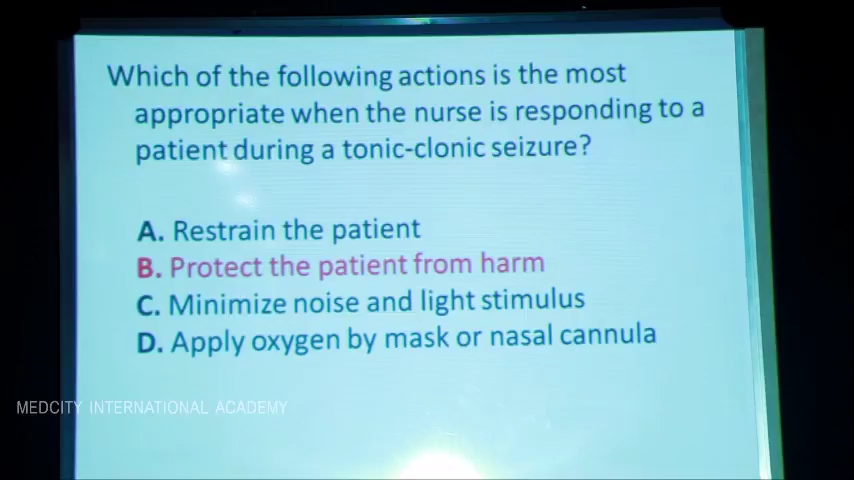 Which of the following actions is the most
appropriate when the nurse is responding to a
patient during a tonic-clonic seizure?
A. Restrain the patient
B. Protect the patient from harm
C. Minimize noise and light stimulus
D. Apply oxygen by mask or nasal cannula
MEDCITY INTERNATIONAL ACADEMY